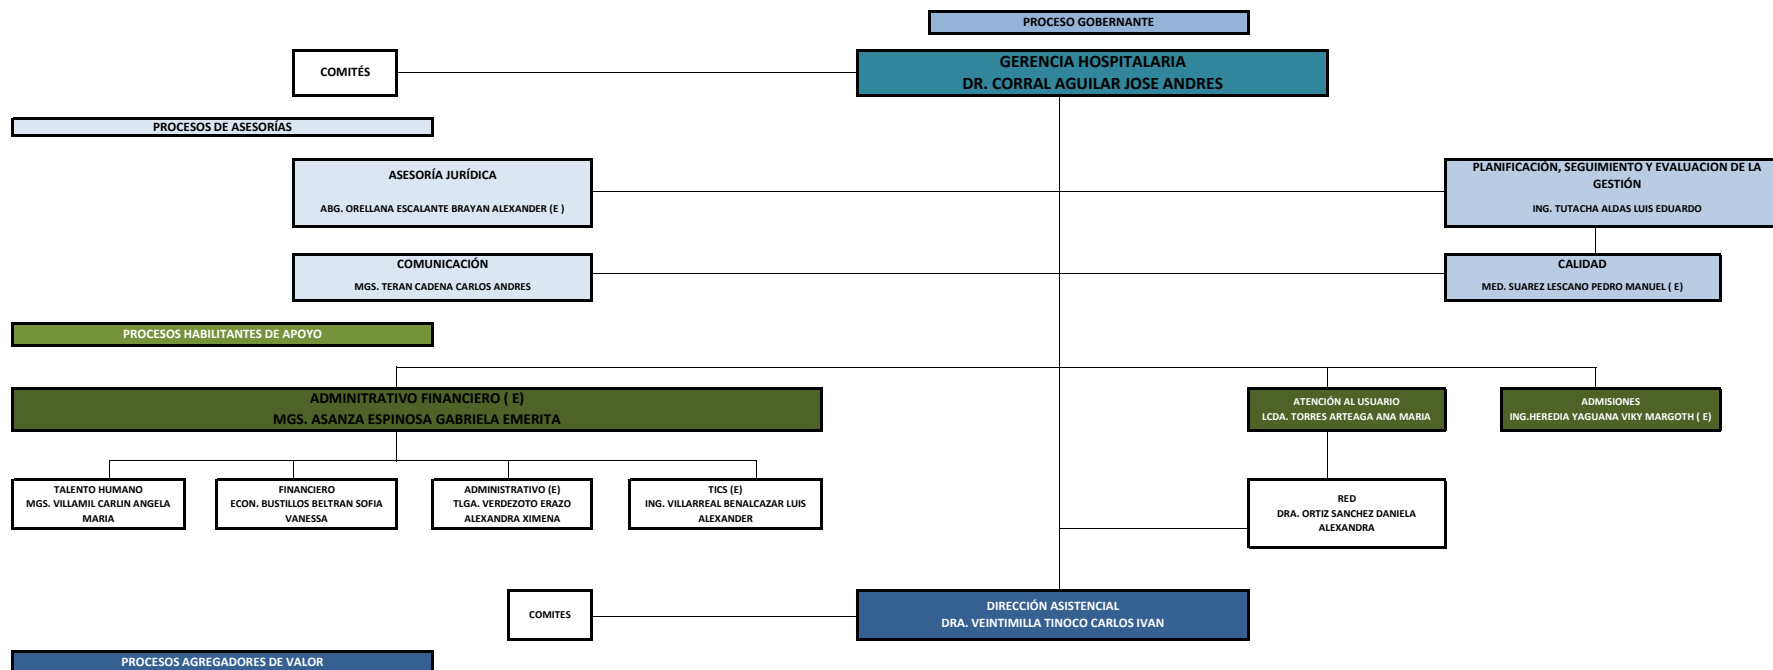 PROCESO GOBERNANTE
COMITÉS
GERENCIA HOSPITALARIA
DR. CORRAL AGUILAR JOSE ANDRES
PROCESOS DE ASESORÍAS
ASESORÍA JURÍDICA
ABG. ORELLANA ESCALANTE BRAYAN ALEXANDER (E )
PLANIFICACIÓN, SEGUIMIENTO Y EVALUACION DE LA
GESTIÓN
ING. TUTACHA ALDAS LUIS EDUARDO
COMUNICACIÓN
MGS. TERAN CADENA CARLOS ANDRES
CALIDAD
MED. SUAREZ LESCANO PEDRO MANUEL ( E)
PROCESOS HABILITANTES DE APOYO
ADMINITRATIVO FINANCIERO ( E)
MGS. ASANZA ESPINOSA GABRIELA EMERITA
ATENCIÓN AL USUARIO
LCDA. TORRES ARTEAGA ANA MARIA
ADMISIONES
ING.HEREDIA YAGUANA VIKY MARGOTH ( E)
TALENTO HUMANO
MGS. VILLAMIL CARLIN ANGELA
MARIA
FINANCIERO
ECON. BUSTILLOS BELTRAN SOFIA
VANESSA
ADMINISTRATIVO (E)
TLGA. VERDEZOTO ERAZO
ALEXANDRA XIMENA
TICS (E)
ING. VILLARREAL BENALCAZAR LUIS
ALEXANDER
RED
DRA. ORTIZ SANCHEZ DANIELA
ALEXANDRA
COMITES
DIRECCIÓN ASISTENCIAL
DRA. VEINTIMILLA TINOCO CARLOS IVAN
PROCESOS AGREGADORES DE VALOR